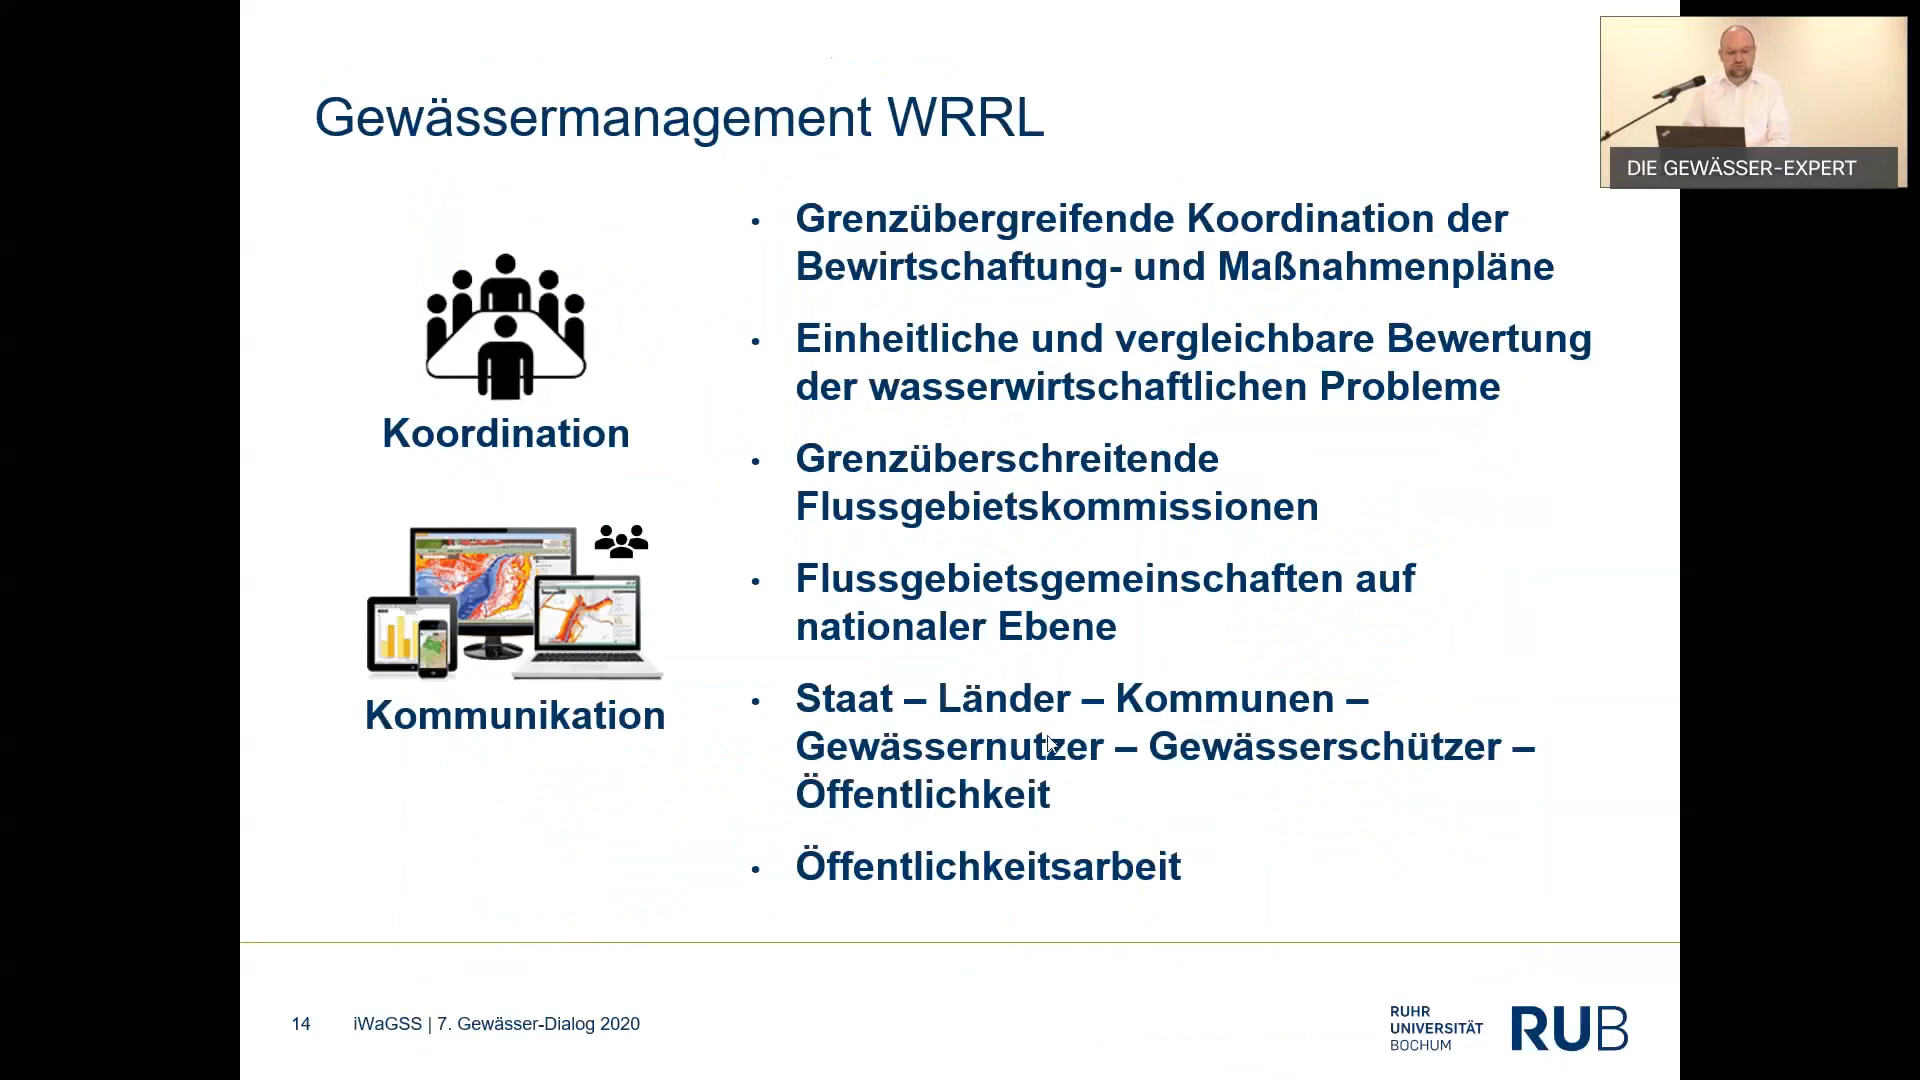 Gewässermanagement WRRL
DIE GEWÄSSER-EXPERT
Koordination
Kommunikation
• Grenzübergreifende Koordination der
Bewirtschaftung- und Maßnahmenpläne
• Einheitliche und vergleichbare Bewertung
der wasserwirtschaftlichen Probleme
• Grenzüberschreitende
Flussgebietskommissionen
• Flussgebietsgemeinschaften auf
nationaler Ebene
• Staat – Länder – Kommunen –
Gewässernutzer – Gewässerschützer –
Öffentlichkeit
• Öffentlichkeitsarbeit
14 iWaGSS | 7. Gewässer-Dialog 2020
RUHR
UNIVERSITÄT
BOCHUM
RUB